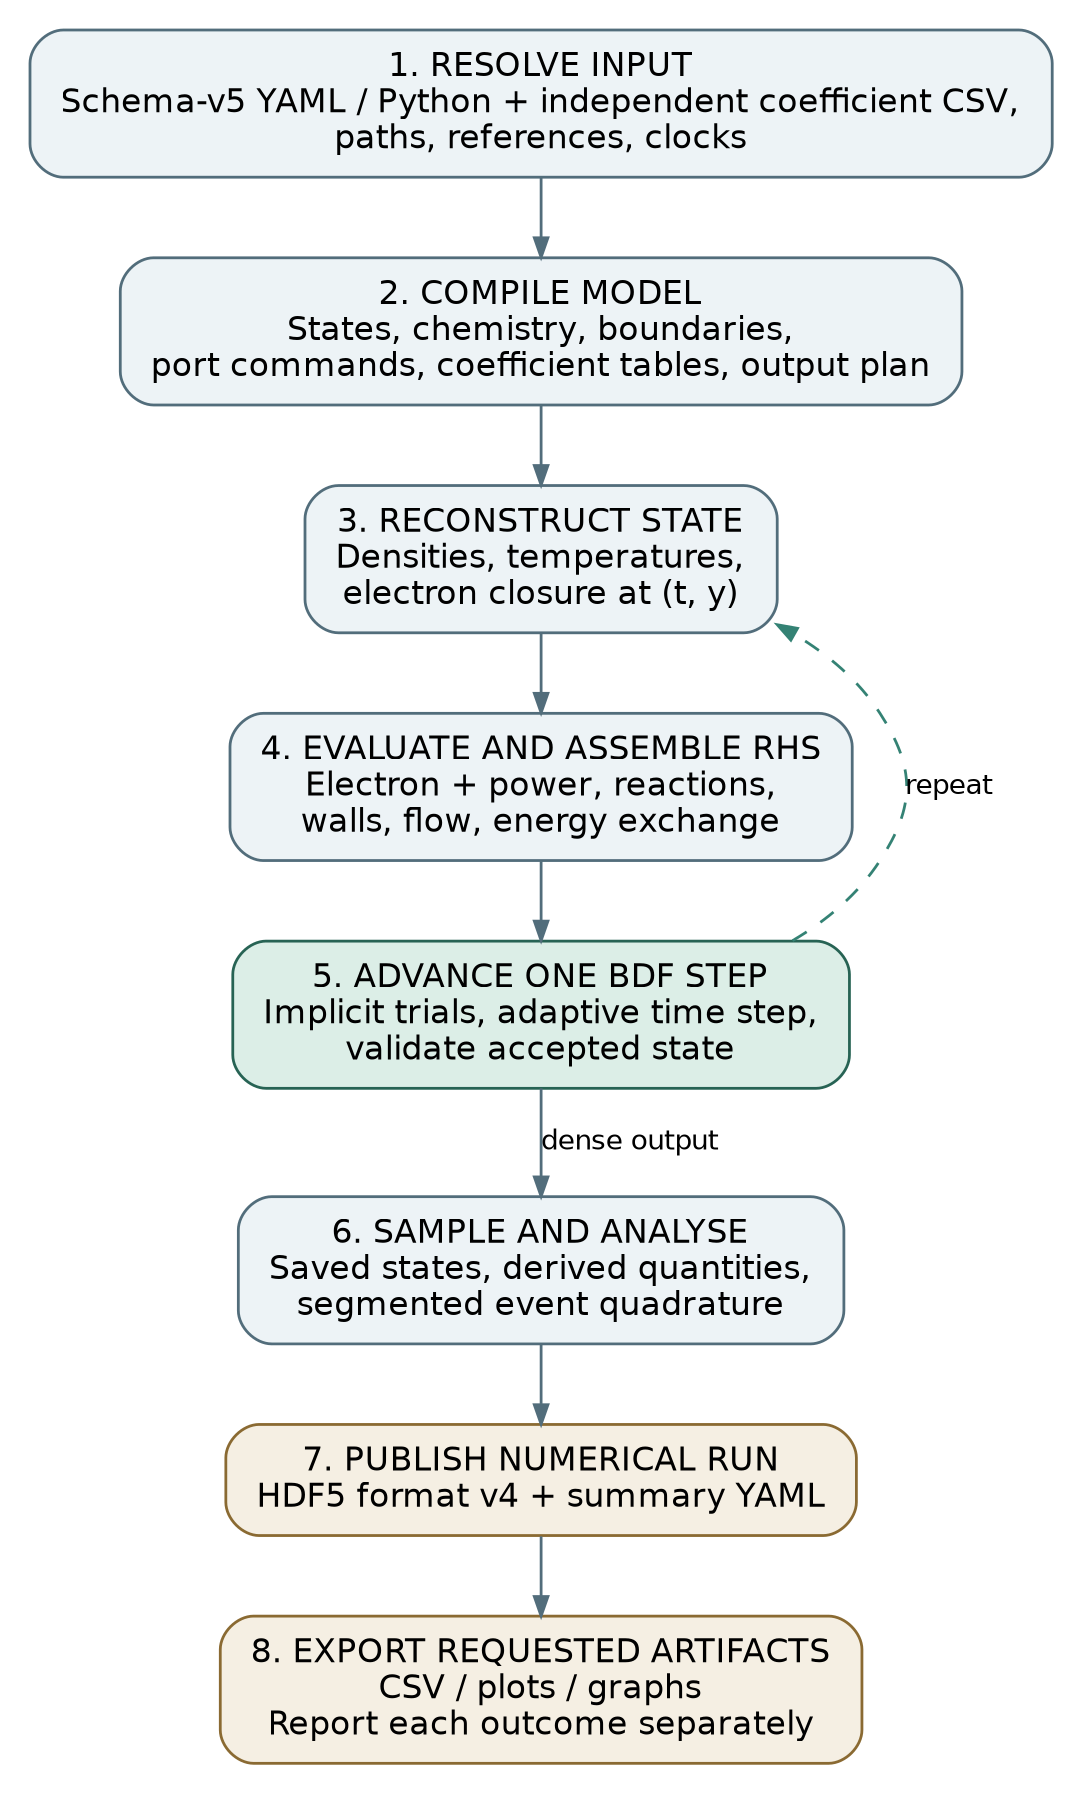 1. RESOLVE INPUT
Schema-v5 YAML / Python + independent coefficient CSV,
paths, references, clocks
2. COMPILE MODEL
States, chemistry, boundaries,
port commands, coefficient tables, output plan
3. RECONSTRUCT STATE
Densities, temperatures,
electron closure at (t, y)
4. EVALUATE AND ASSEMBLE RHS
Electron + power, reactions,
walls, flow, energy exchange
repeat
5. ADVANCE ONE BDF STEP
Implicit trials, adaptive time step,
validate accepted state
dense output
6. SAMPLE AND ANALYSE
Saved states, derived quantities,
segmented event quadrature
7. PUBLISH NUMERICAL RUN
HDF5 format v4 + summary YAML
8. EXPORT REQUESTED ARTIFACTS
CSV / plots / graphs
Report each outcome separately